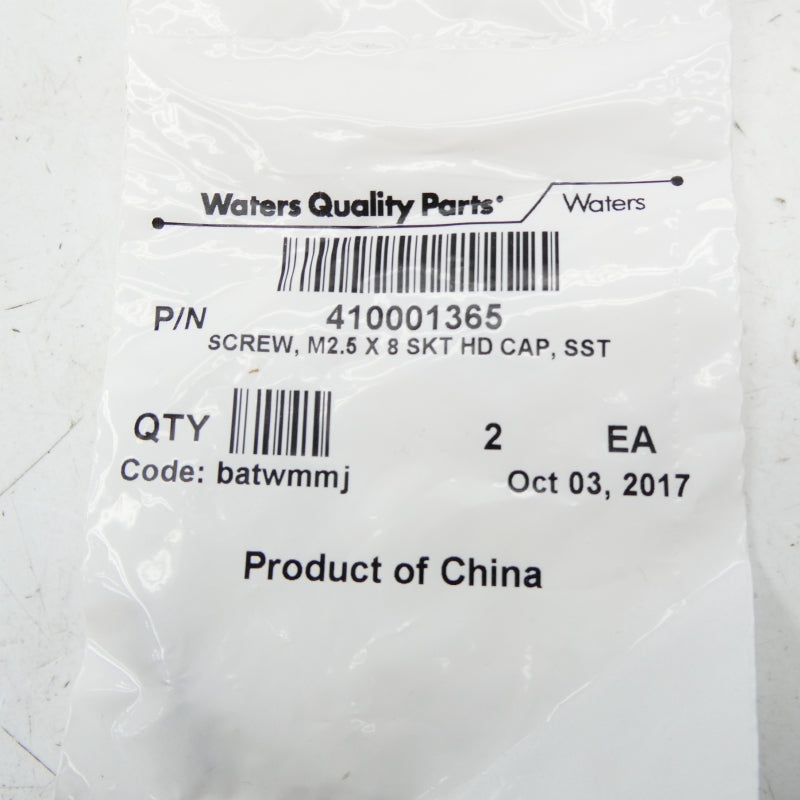 Waters Quality Parts® Waters
P/N 410001365
SCREW, M2.5 X 8 SKT HD CAP, SST
QTY 2 EA
Code: batwmmj Oct 03, 2017
Product of China